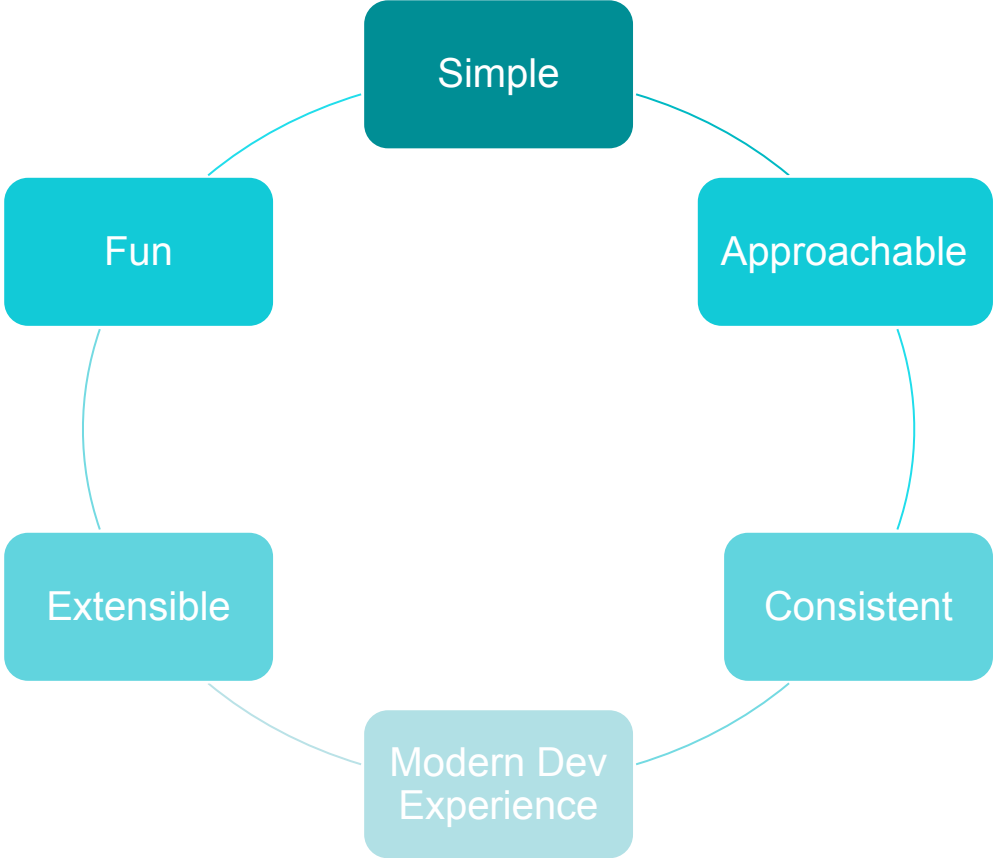 Simple
Fun
Approachable
Extensible
Consistent
Modern Dev
Experience